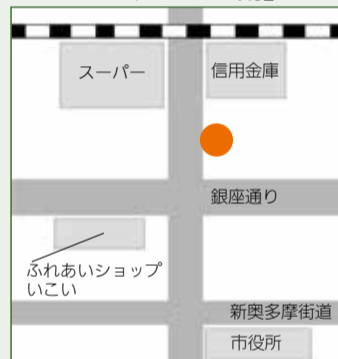 スーパー
信用金庫
銀座通り
ふれあいショップ
いこい
新奥多摩街道
市役所